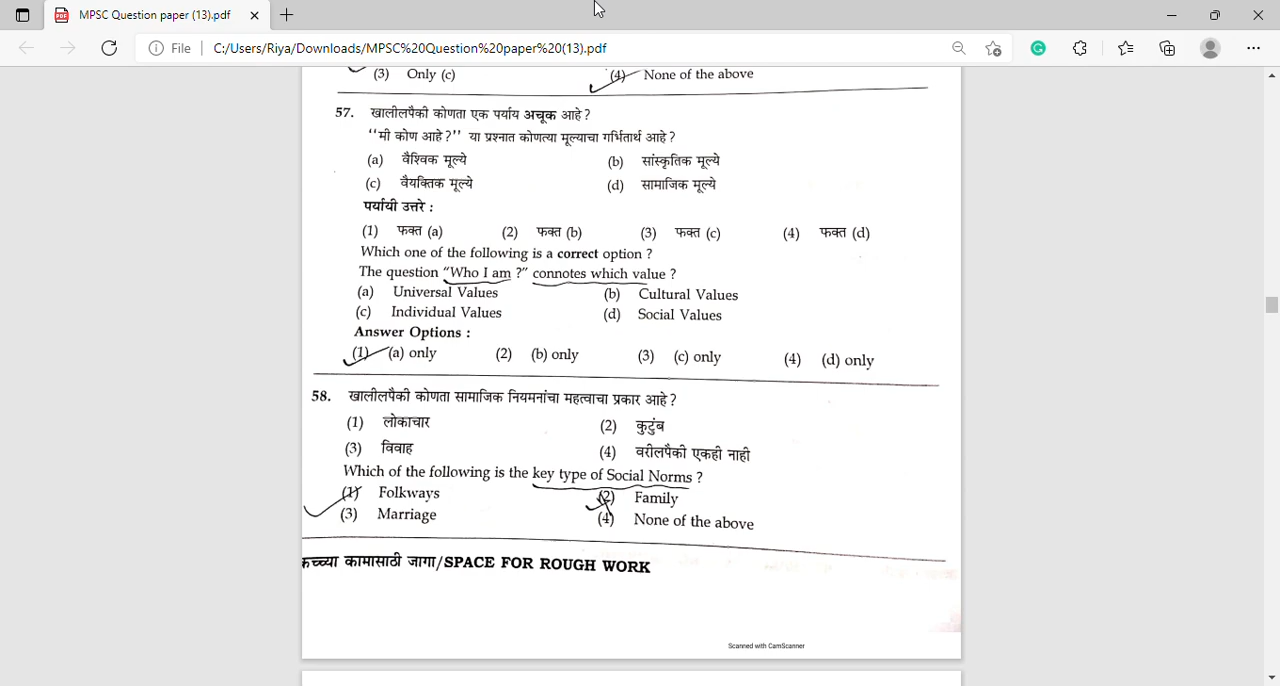 MPSC Question paper (13).pdf
File C:/Users/Riya/Downloads/MPSC%20Question%20paper%20(13).pdf
(3) Only (c) (4) None of the above
57. खालीलपैकी कोणता एक पर्याय अचूक आहे ?
"मी कोण आहे ?" या प्रश्नात कोणत्या मूल्याचा गर्भितार्थ आहे ?
(a) वैश्विक मूल्ये (b) सांस्कृतिक मूल्ये
(c) वैयक्तिक मूल्ये (d) सामाजिक मूल्ये
पर्यायी उत्तरे :
(1) फक्त (a) (2) फक्त (b) (3) फक्त (c) (4) फक्त (d)
Which one of the following is a correct option ?
The question "Who I am ?" connotes which value ?
(a) Universal Values (b) Cultural Values
(c) Individual Values (d) Social Values
Answer Options :
(1) (a) only (2) (b) only (3) (c) only (4) (d) only
58. खालीलपैकी कोणता सामाजिक नियमनांचा महत्वाचा प्रकार आहे ?
(1) लोकाचार (2) कुटुंब
(3) विवाह (4) वरीलपैकी एकही नाही
Which of the following is the key type of Social Norms ?
(1) Folkways (2) Family
(3) Marriage (4) None of the above
कच्च्या कामासाठी जागा/SPACE FOR ROUGH WORK
Scanned with CamScanner